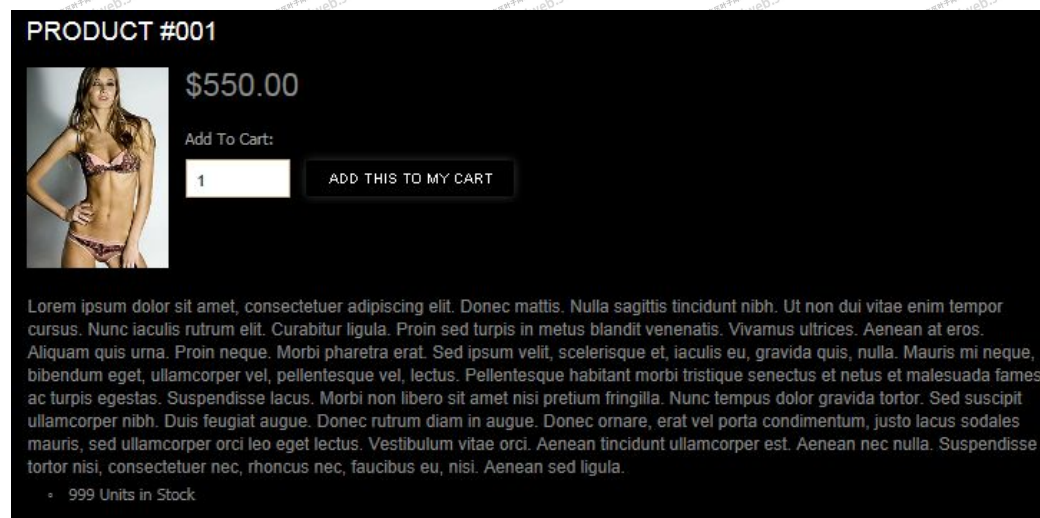 PRODUCT #001
$550.00
Add To Cart:
1
ADD THIS TO MY CART
Lorem ipsum dolor sit amet, consectetuer adipiscing elit. Donec mattis. Nulla sagittis tincidunt nibh. Ut non dui vitae enim tempor
cursus. Nunc iaculis rutrum elit. Curabitur ligula. Proin sed turpis in metus blandit venenatis. Vivamus ultrices. Aenean at eros.
Aliquam quis urna. Proin neque. Morbi pharetra erat. Sed ipsum velit, scelerisque et, iaculis eu, gravida quis, nulla. Mauris mi neque,
bibendum eget, ullamcorper vel, pellentesque vel, lectus. Pellentesque habitant morbi tristique senectus et netus et malesuada fames
ac turpis egestas. Suspendisse lacus. Morbi non libero sit amet nisi pretium fringilla. Nunc tempus dolor gravida tortor. Sed suscipit
ullamcorper nibh. Duis feugiat augue. Donec rutrum diam in augue. Donec ornare, erat vel porta condimentum, justo lacus sodales
mauris, sed ullamcorper orci leo eget lectus. Vestibulum vitae orci. Aenean tincidunt ullamcorper est. Aenean nec nulla. Suspendisse
tortor nisi, consectetuer nec, rhoncus nec, faucibus eu, nisi. Aenean sed ligula.
◦ 999 Units in Stock